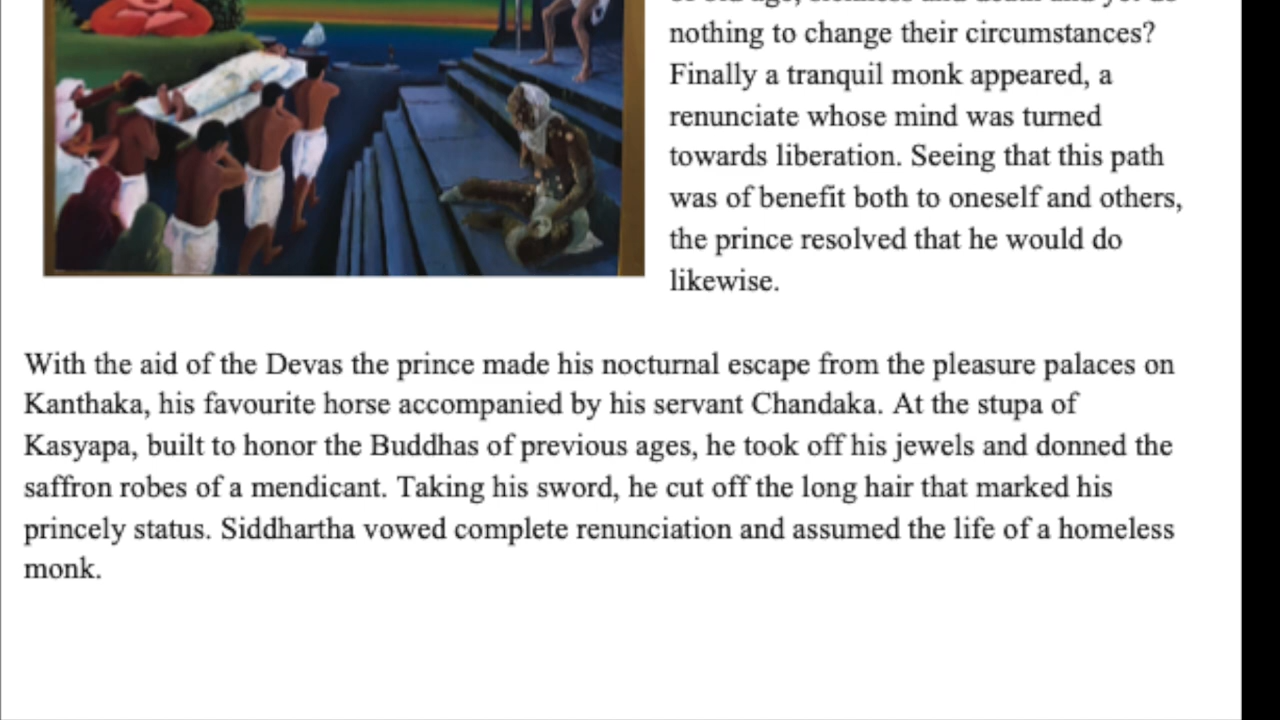 nothing to change their circumstances?
Finally a tranquil monk appeared, a
renunciate whose mind was turned
towards liberation. Seeing that this path
was of benefit both to oneself and others,
the prince resolved that he would do
likewise.
With the aid of the Devas the prince made his nocturnal escape from the pleasure palaces on
Kanthaka, his favourite horse accompanied by his servant Chandaka. At the stupa of
Kasyapa, built to honor the Buddhas of previous ages, he took off his jewels and donned the
saffron robes of a mendicant. Taking his sword, he cut off the long hair that marked his
princely status. Siddhartha vowed complete renunciation and assumed the life of a homeless
monk.